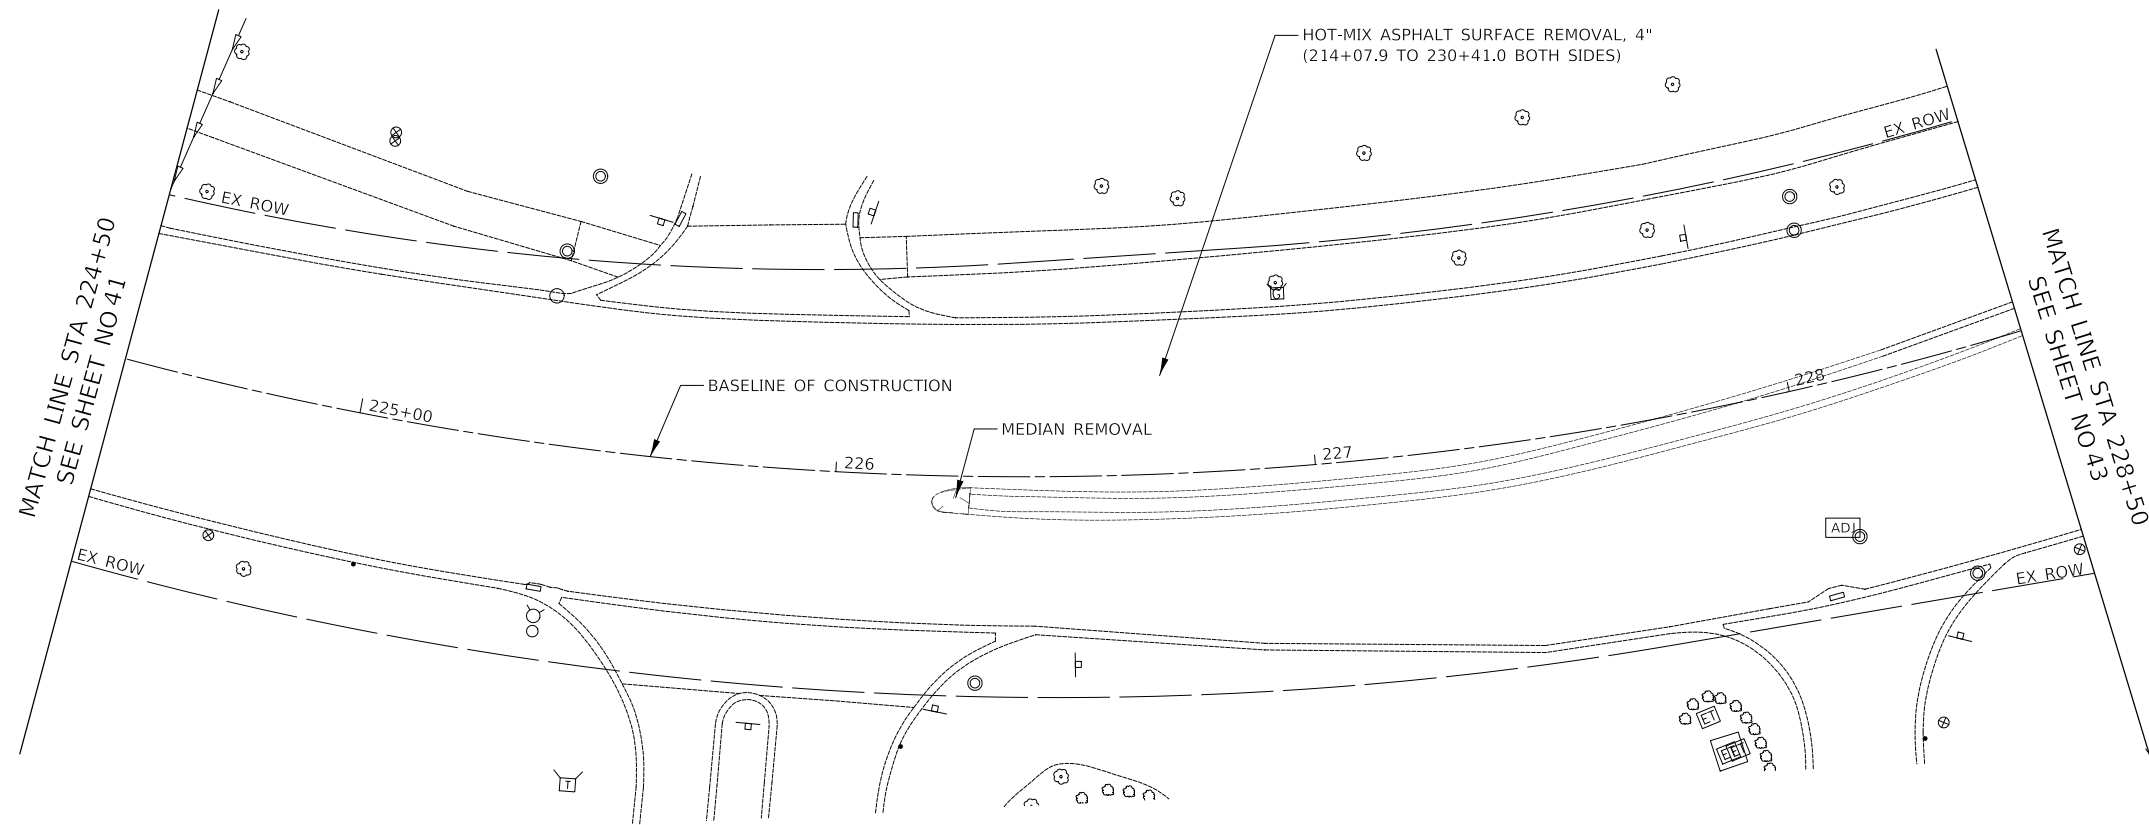 HOT-MIX ASPHALT SURFACE REMOVAL, 4"
(214+07.9 TO 230+41.0 BOTH SIDES)
EX ROW
EX ROW
MATCH LINE STA 224+50
SEE SHEET NO 41
MATCH LINE STA 228+50
SEE SHEET NO 43
BASELINE OF CONSTRUCTION
225+00
226
227
228
MEDIAN REMOVAL
G
ADJ
EX ROW
EX ROW
ET
ET
T